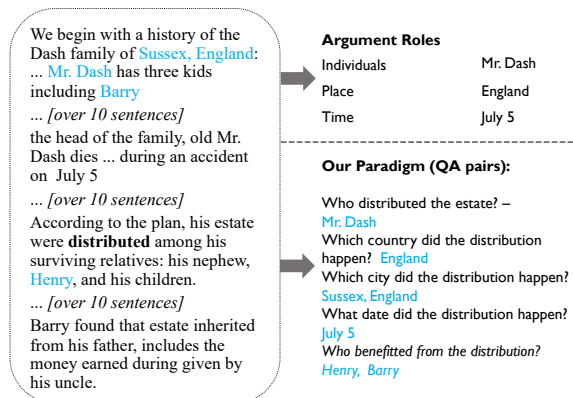 We begin with a history of the
Dash family of Sussex, England:
... Mr. Dash has three kids
including Barry
... [over 10 sentences]
the head of the family, old Mr.
Dash dies ... during an accident
on July 5
... [over 10 sentences]
According to the plan, his estate
were distributed among his
surviving relatives: his nephew,
Henry, and his children.
... [over 10 sentences]
Barry found that estate inherited
from his father, includes the
money earned during given by
his uncle.
Argument Roles
Individuals Mr. Dash
Place England
Time July 5
Our Paradigm (QA pairs):
Who distributed the estate? –
Mr. Dash
Which country did the distribution
happen? England
Which city did the distribution happen?
Sussex, England
What date did the distribution happen?
July 5
Who benefitted from the distribution?
Henry, Barry